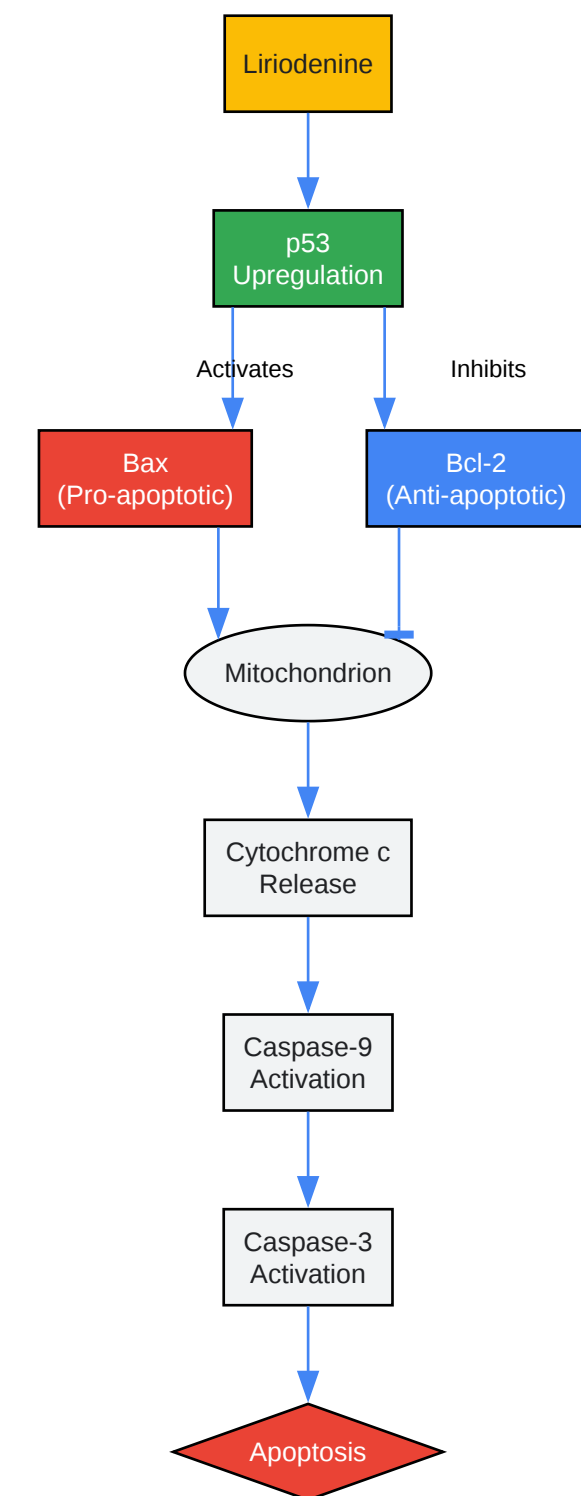 Liriodenine
p53
Upregulation
Activates
Inhibits
Bax
(Pro-apoptotic)
Bcl-2
(Anti-apoptotic)
Mitochondrion
Cytochrome c
Release
Caspase-9
Activation
Caspase-3
Activation
Apoptosis